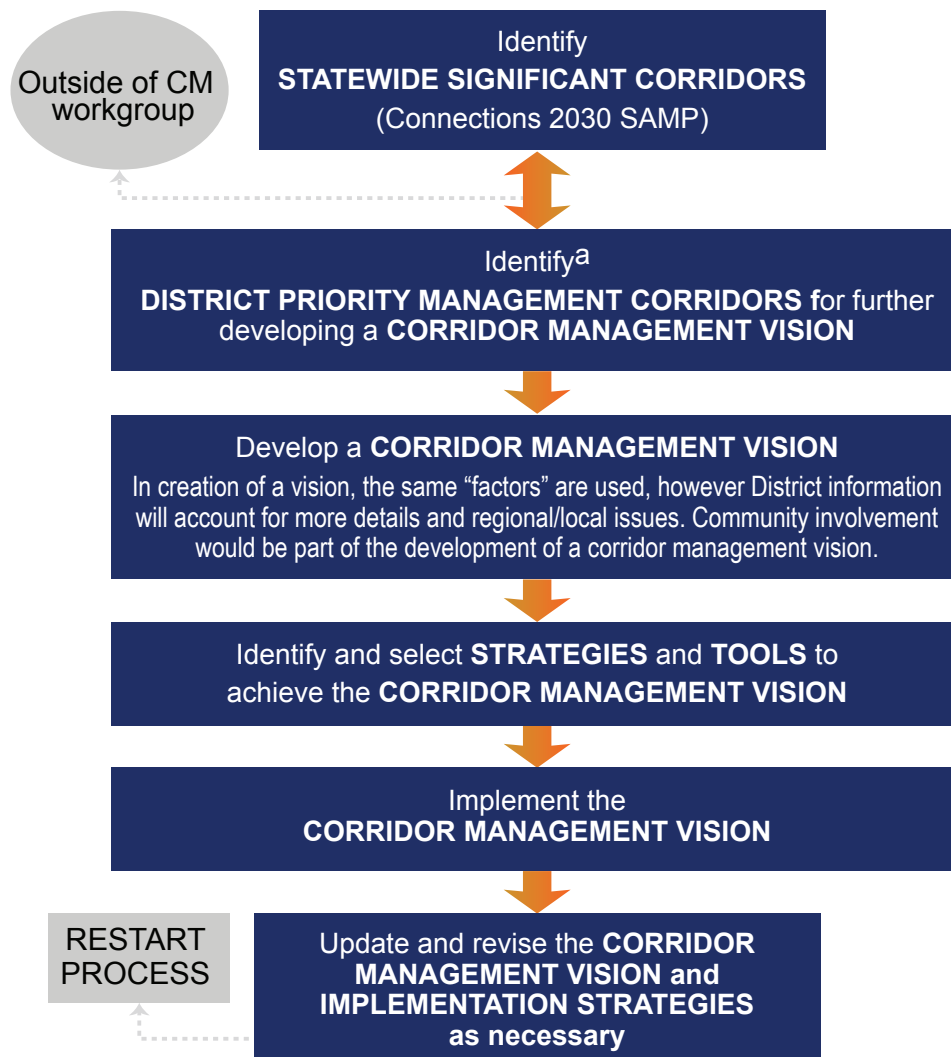 Outside of CM
workgroup
Identify
STATEWIDE SIGNIFICANT CORRIDORS
(Connections 2030 SAMP)
Identifyª
DISTRICT PRIORITY MANAGEMENT CORRIDORS for further
developing a CORRIDOR MANAGEMENT VISION
Develop a CORRIDOR MANAGEMENT VISION
In creation of a vision, the same “factors” are used, however District information
will account for more details and regional/local issues. Community involvement
would be part of the development of a corridor management vision.
Identify and select STRATEGIES and TOOLS to
achieve the CORRIDOR MANAGEMENT VISION
Implement the
CORRIDOR MANAGEMENT VISION
RESTART
PROCESS
Update and revise the CORRIDOR
MANAGEMENT VISION and
IMPLEMENTATION STRATEGIES
as necessary